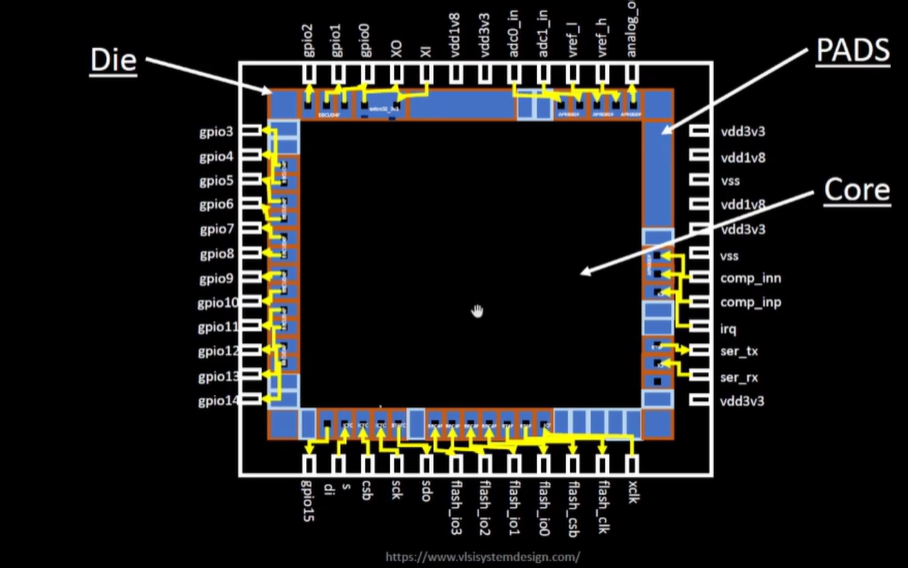 Die
PADS
Core
gpio2
gpio1
gpio0
XO
XI
vdd1v8
vdd3v3
adc0_in
adc1_in
vref_l
vref_h
analog_o
gpio3
gpio4
gpio5
gpio6
gpio7
gpio8
gpio9
gpio10
gpio11
gpio12
gpio13
gpio14
vdd3v3
vdd1v8
vss
vdd1v8
vdd3v3
vss
comp_inn
comp_inp
irq
ser_tx
ser_rx
vdd3v3
gpio15
di
s
csb
sck
sdo
flash_io3
flash_io2
flash_io1
flash_io0
flash_csb
flash_clk
xclk
https://www.vlsisystemdesign.com/